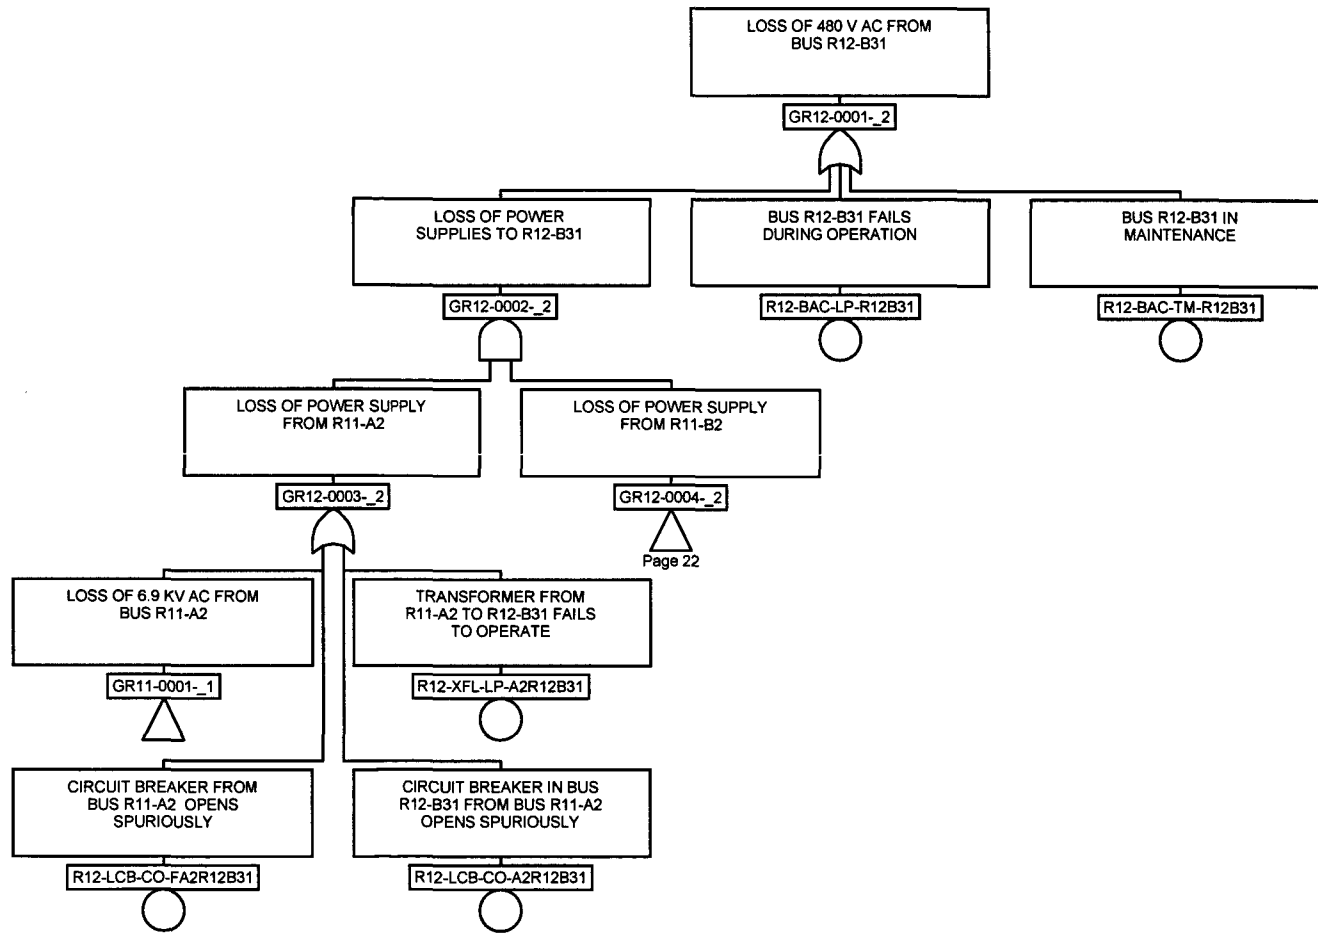 LOSS OF 480 V AC FROM
BUS R12-B31
GR12-0001-_2
LOSS OF POWER
SUPPLIES TO R12-B31
GR12-0002-_2
BUS R12-B31 FAILS
DURING OPERATION
R12-BAC-LP-R12B31
BUS R12-B31 IN
MAINTENANCE
R12-BAC-TM-R12B31
LOSS OF POWER SUPPLY
FROM R11-A2
GR12-0003-_2
LOSS OF POWER SUPPLY
FROM R11-B2
GR12-0004-_2
Page 22
LOSS OF 6.9 KV AC FROM
BUS R11-A2
GR11-0001-_1
TRANSFORMER FROM
R11-A2 TO R12-B31 FAILS
TO OPERATE
R12-XFL-LP-A2R12B31
CIRCUIT BREAKER FROM
BUS R11-A2 OPENS
SPURIOUSLY
R12-LCB-CO-FA2R12B31
CIRCUIT BREAKER IN BUS
R12-B31 FROM BUS R11-A2
OPENS SPURIOUSLY
R12-LCB-CO-A2R12B31